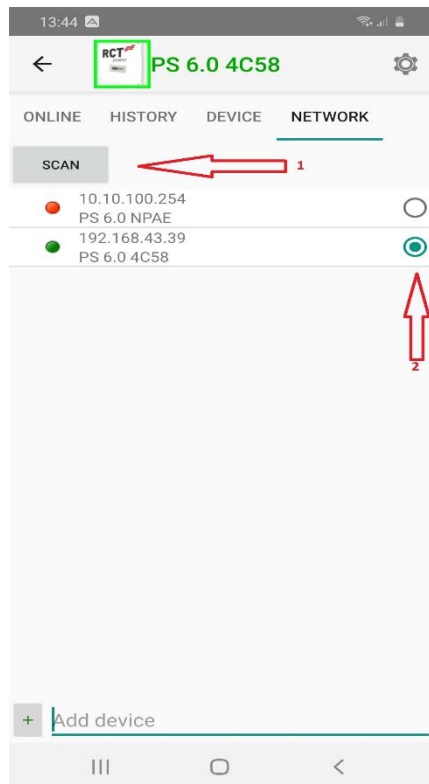 13:44
RCT
power
PS 6.0 4C58
ONLINE HISTORY DEVICE NETWORK
SCAN
1
10.10.100.254
PS 6.0 NPAE
192.168.43.39
PS 6.0 4C58
2
+ Add device